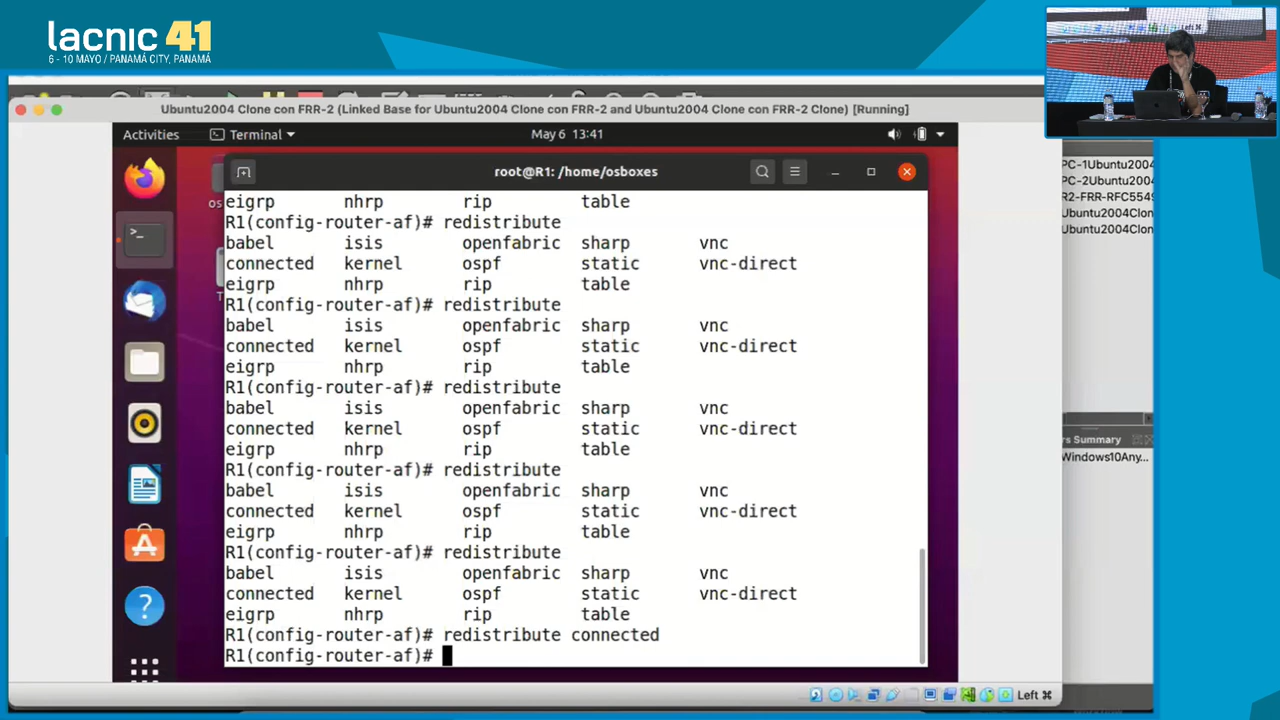 lacnic 41
6 - 10 MAYO / PANAMÁ CITY, PANAMÁ
Ubuntu2004 Clone con FRR-2 (Linked Base for Ubuntu2004 Clone con FRR-2 and Ubuntu2004 Clone con FRR-2 Clone) [Running]
Activities Terminal May 6 13:41
root@R1: /home/osboxes
os
T
eigrp nhrp rip table
R1(config-router-af)# redistribute
babel isis openfabric sharp vnc
connected kernel ospf static vnc-direct
eigrp nhrp rip table
R1(config-router-af)# redistribute
babel isis openfabric sharp vnc
connected kernel ospf static vnc-direct
eigrp nhrp rip table
R1(config-router-af)# redistribute
babel isis openfabric sharp vnc
connected kernel ospf static vnc-direct
eigrp nhrp rip table
R1(config-router-af)# redistribute
babel isis openfabric sharp vnc
connected kernel ospf static vnc-direct
eigrp nhrp rip table
R1(config-router-af)# redistribute
babel isis openfabric sharp vnc
connected kernel ospf static vnc-direct
eigrp nhrp rip table
R1(config-router-af)# redistribute connected
R1(config-router-af)#
PC-1Ubuntu2004
PC-2Ubuntu2004
R2-FRR-RFC5549
Ubuntu2004Clon
Ubuntu2004Clon
rs Summary
Windows10Any...
Left ⌘
Left ⌘